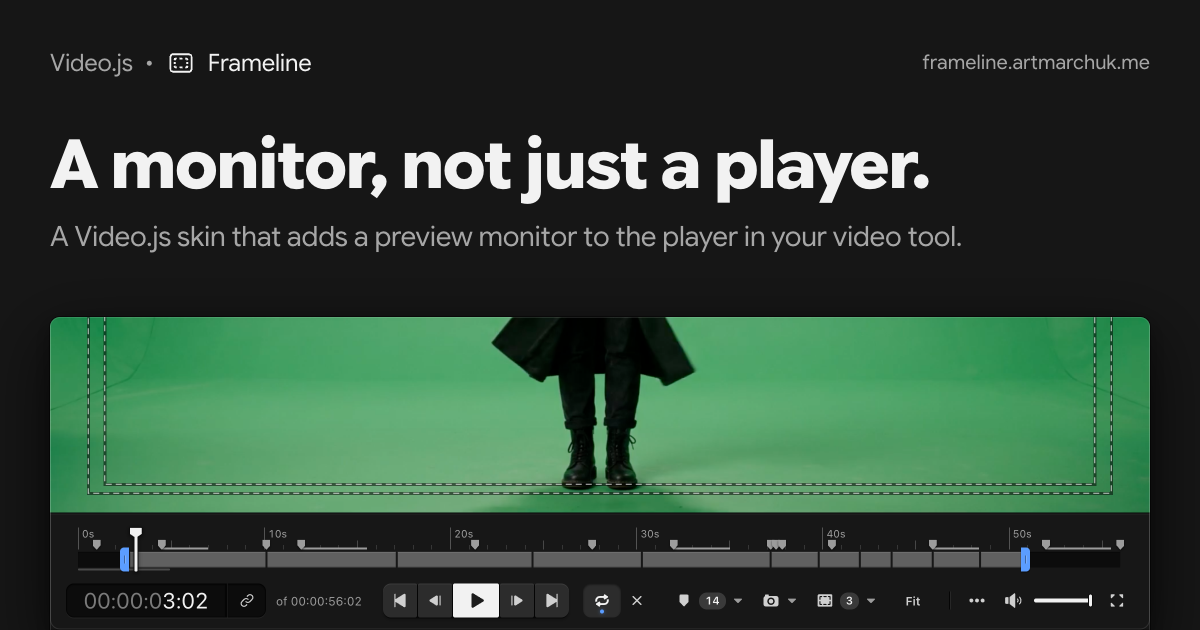 Video.js • Frameline
frameline.artmarchuk.me
A monitor, not just a player.
A Video.js skin that adds a preview monitor to the player in your video tool.
0s 10s 20s 30s 40s 50s
00:00:03:02 of 00:00:56:02 14 3 Fit